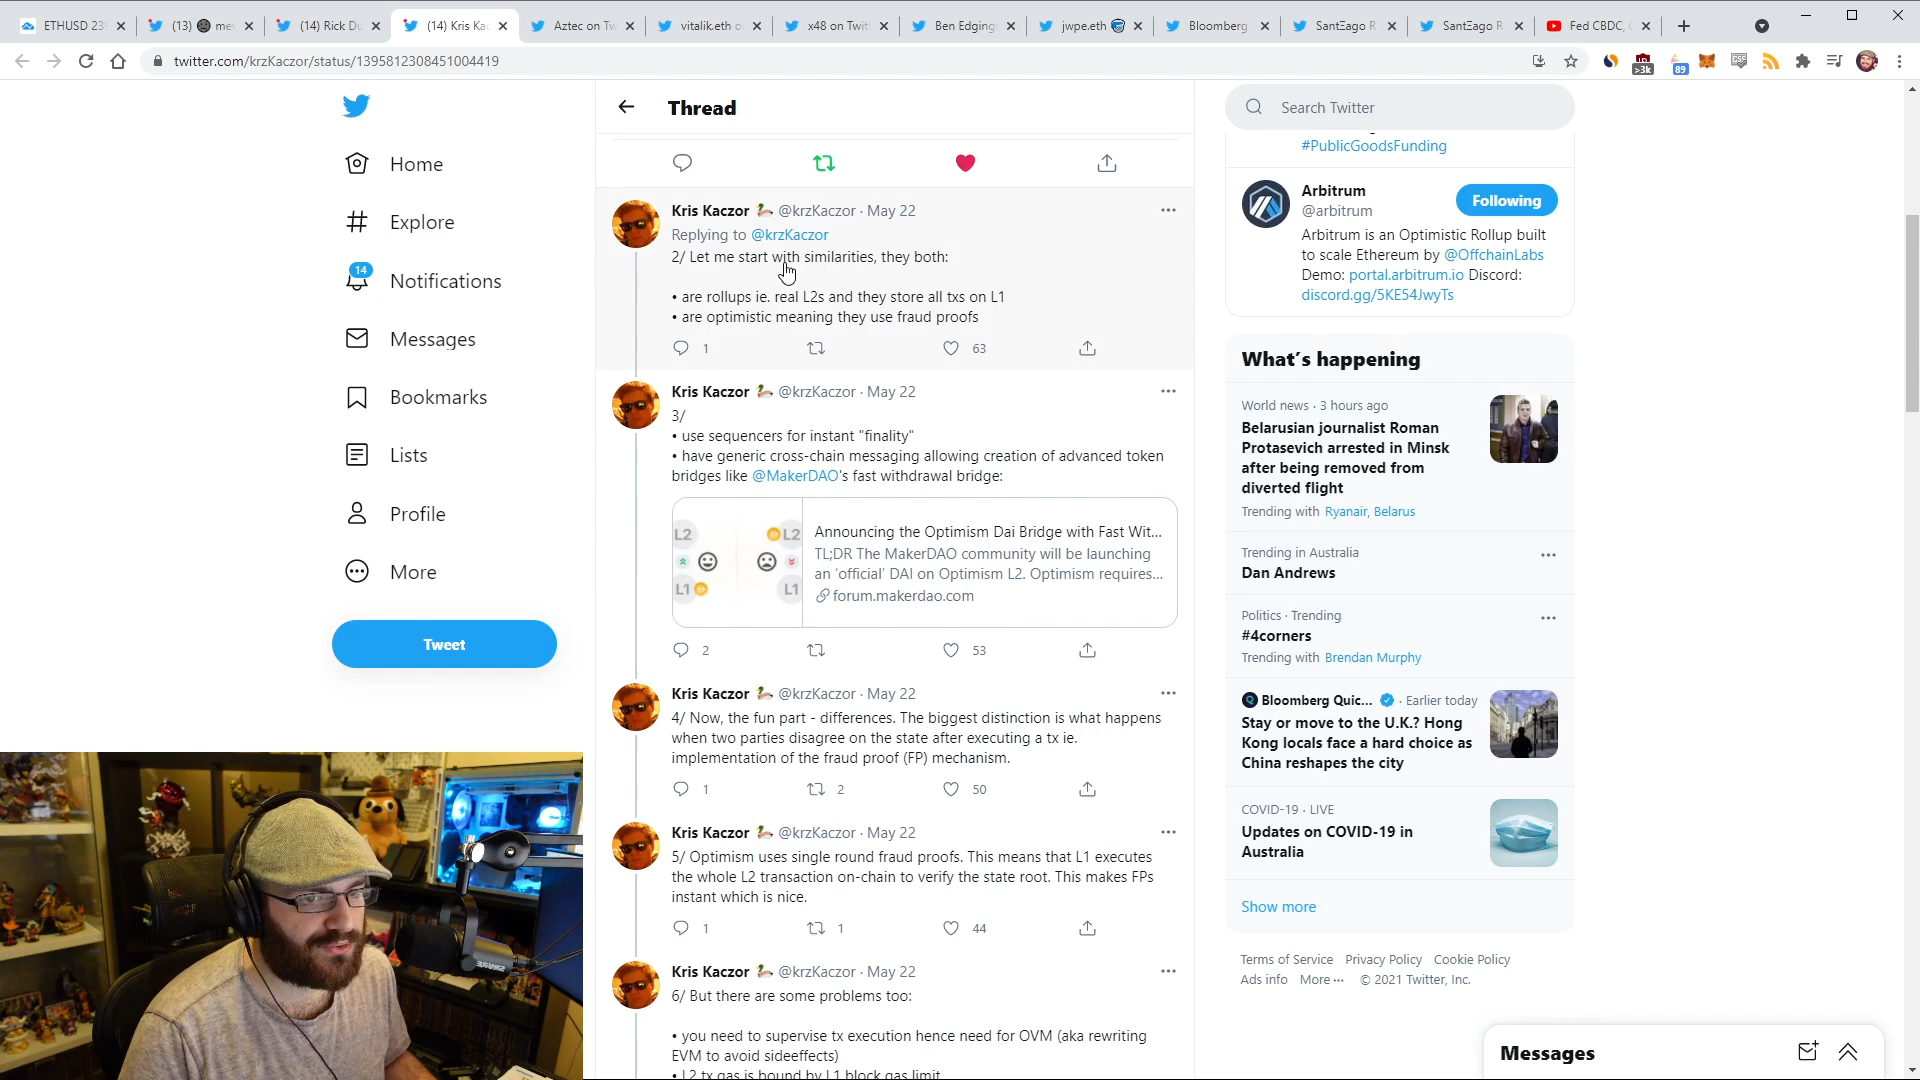 ETHUSD 23
(13) me
(14) Rick Du
(14) Kris Kac
Aztec on Tw
vitalik.eth o
x48 on Twit
Ben Edging
jwpe.eth
Bloomberg
SantΞago R
SantΞago R
Fed CBDC,
twitter.com/krzKaczor/status/1395812308451004419
>3k
89
Home
Explore
14
Notifications
Messages
Bookmarks
Lists
Profile
More
Tweet
Thread
Kris Kaczor @krzKaczor · May 22
Replying to @krzKaczor
2/ Let me start with similarities, they both:
• are rollups ie. real L2s and they store all txs on L1
• are optimistic meaning they use fraud proofs
1 63
Kris Kaczor @krzKaczor · May 22
3/
• use sequencers for instant "finality"
• have generic cross-chain messaging allowing creation of advanced token
bridges like @MakerDAO's fast withdrawal bridge:
L2 L2
L1 L1
Announcing the Optimism Dai Bridge with Fast Wit...
TL;DR The MakerDAO community will be launching
an ‘official’ DAI on Optimism L2. Optimism requires...
forum.makerdao.com
2 53
Kris Kaczor @krzKaczor · May 22
4/ Now, the fun part - differences. The biggest distinction is what happens
when two parties disagree on the state after executing a tx ie.
implementation of the fraud proof (FP) mechanism.
1 2 50
Kris Kaczor @krzKaczor · May 22
5/ Optimism uses single round fraud proofs. This means that L1 executes
the whole L2 transaction on-chain to verify the state root. This makes FPs
instant which is nice.
1 1 44
Kris Kaczor @krzKaczor · May 22
6/ But there are some problems too:
• you need to supervise tx execution hence need for OVM (aka rewriting
EVM to avoid sideeffects)
• L2 tx gas is bound by L1 block gas limit
Search Twitter
#PublicGoodsFunding
Arbitrum
@arbitrum
Following
Arbitrum is an Optimistic Rollup built
to scale Ethereum by @OffchainLabs
Demo: portal.arbitrum.io Discord:
discord.gg/5KE54JwyTs
What's happening
World news · 3 hours ago
Belarusian journalist Roman
Protasevich arrested in Minsk
after being removed from
diverted flight
Trending with Ryanair, Belarus
Trending in Australia
Dan Andrews
Politics · Trending
#4corners
Trending with Brendan Murphy
Bloomberg Quic... · Earlier today
Stay or move to the U.K.? Hong
Kong locals face a hard choice as
China reshapes the city
COVID-19 · LIVE
Updates on COVID-19 in
Australia
Show more
Terms of Service Privacy Policy Cookie Policy
Ads info More ··· © 2021 Twitter, Inc.
Messages